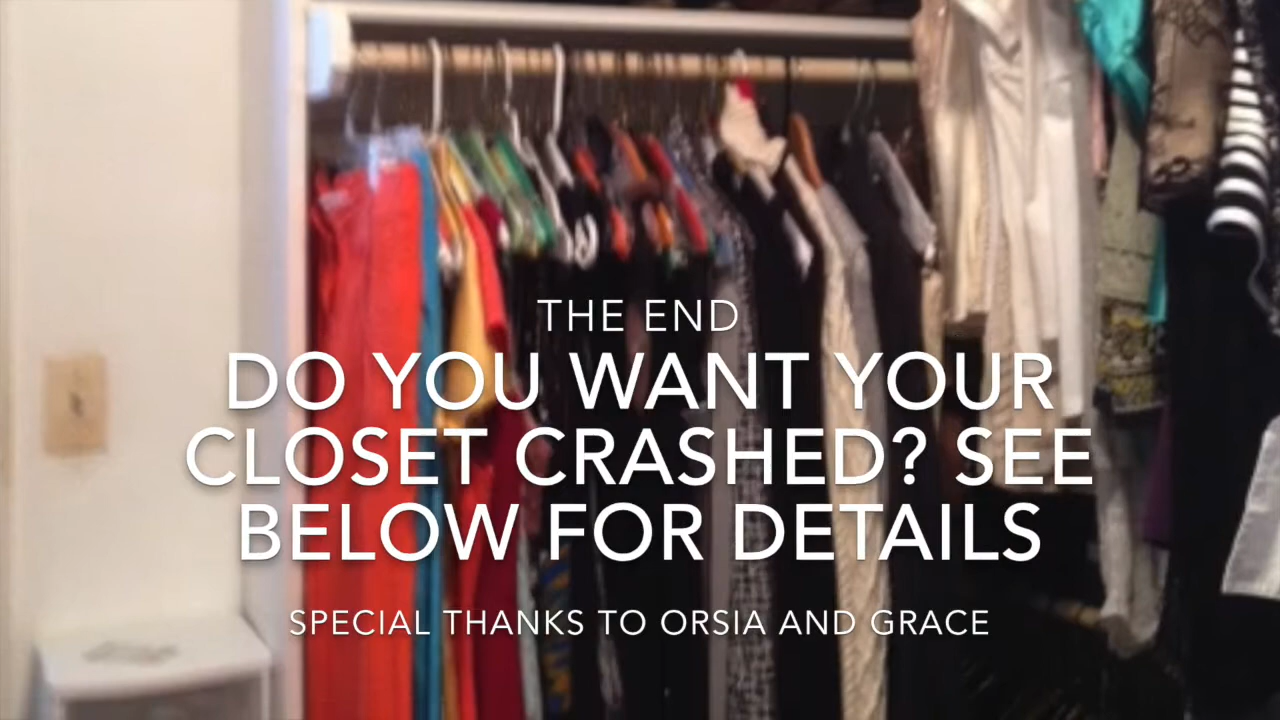 THE END
DO YOU WANT YOUR
CLOSET CRASHED? SEE
BELOW FOR DETAILS
SPECIAL THANKS TO ORSIA AND GRACE